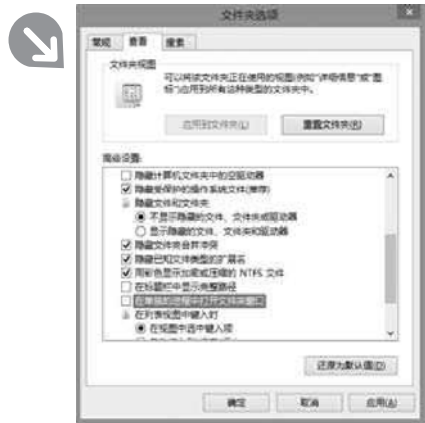 文件夹选项
常规 查看 搜索
文件夹视图
可以将该文件夹正在使用的视图(例如“详细信息”或“图
标”)应用到所有这种类型的文件夹中。
应用到文件夹(L) 重置文件夹(R)
高级设置:
隐藏计算机文件夹中的空驱动器
隐藏受保护的操作系统文件(推荐)
隐藏文件和文件夹
不显示隐藏的文件、文件夹或驱动器
显示隐藏的文件、文件夹和驱动器
隐藏文件夹合并冲突
隐藏已知文件类型的扩展名
用彩色显示加密或压缩的 NTFS 文件
在标题栏中显示完整路径
在单独的进程中打开文件夹窗口
在列表视图中键入时
在视图中选中键入项
还原为默认值(D)
确定 取消 应用(A)